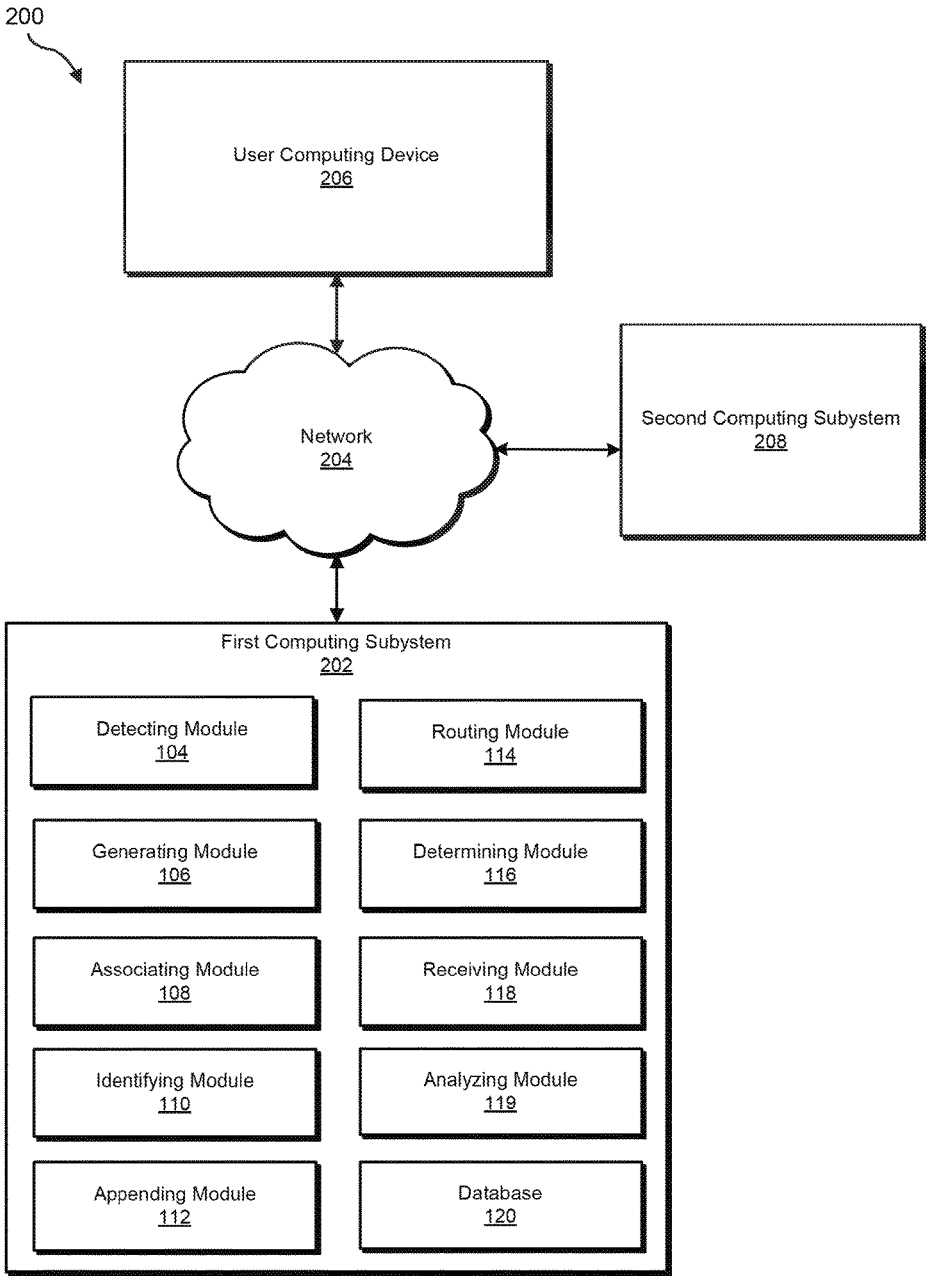 200
User Computing Device
206
Network
204
Second Computing Subystem
208
First Computing Subystem
202
Detecting Module
104
Routing Module
114
Generating Module
106
Determining Module
116
Associating Module
108
Receiving Module
118
Identifying Module
110
Analyzing Module
119
Appending Module
112
Database
120